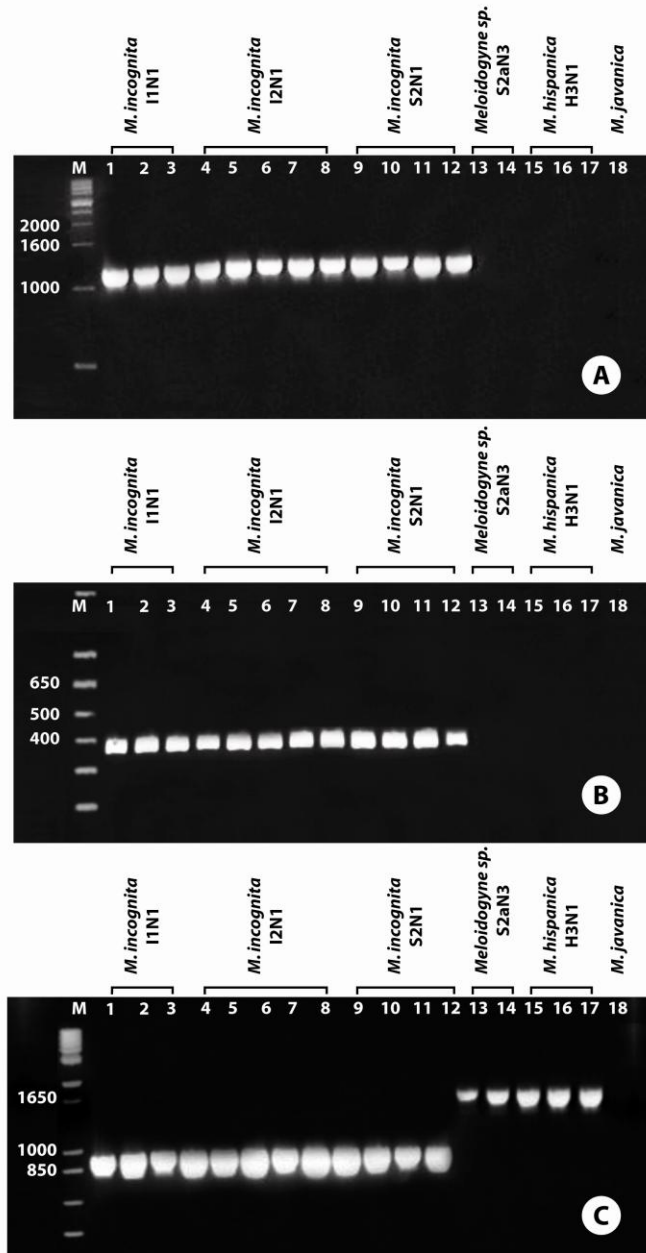 M. incognita
I1N1
M. incognita
I2N1
M. incognita
S2N1
Meloidogyne sp.
S2aN3
M. hispanica
H3N1
M. javanica
M 1 2 3 4 5 6 7 8 9 10 11 12 13 14 15 16 17 18
2000
1600
1000
A
M. incognita
I1N1
M. incognita
I2N1
M. incognita
S2N1
Meloidogyne sp.
S2aN3
M. hispanica
H3N1
M. javanica
M 1 2 3 4 5 6 7 8 9 10 11 12 13 14 15 16 17 18
650
500
400
B
M. incognita
I1N1
M. incognita
I2N1
M. incognita
S2N1
Meloidogyne sp.
S2aN3
M. hispanica
H3N1
M. javanica
M 1 2 3 4 5 6 7 8 9 10 11 12 13 14 15 16 17 18
1650
1000
850
C